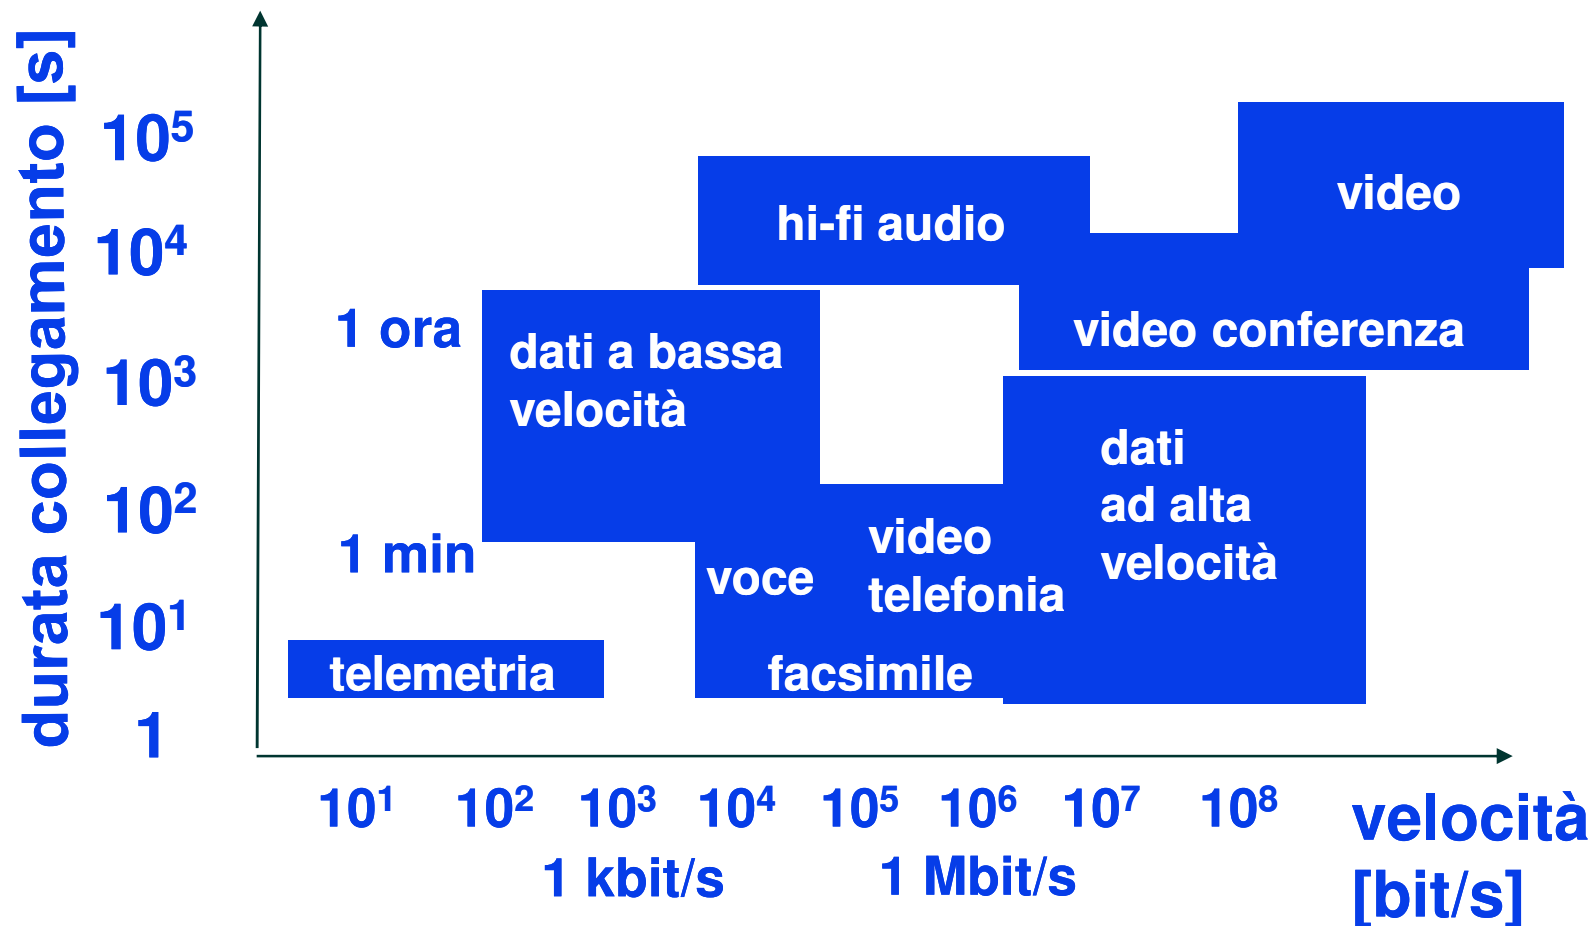 durata collegamento [s]
10⁵
10⁴
10³
10²
10¹
1
1 ora
1 min
video
hi-fi audio
video conferenza
dati a bassa
velocità
dati
ad alta
velocità
video
telefonia
voce
telemetria
facsimile
10¹ 10² 10³ 10⁴ 10⁵ 10⁶ 10⁷ 10⁸
1 kbit/s 1 Mbit/s
velocità
[bit/s]